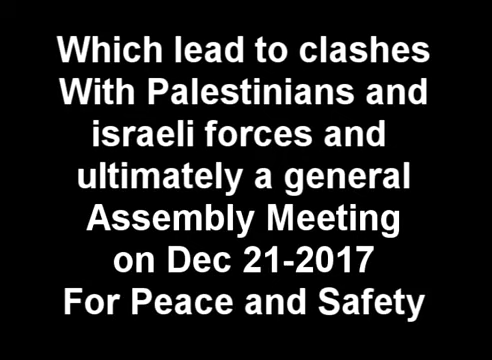 Which lead to clashes
With Palestinians and
israeli forces and
ultimately a general
Assembly Meeting
on Dec 21-2017
For Peace and Safety